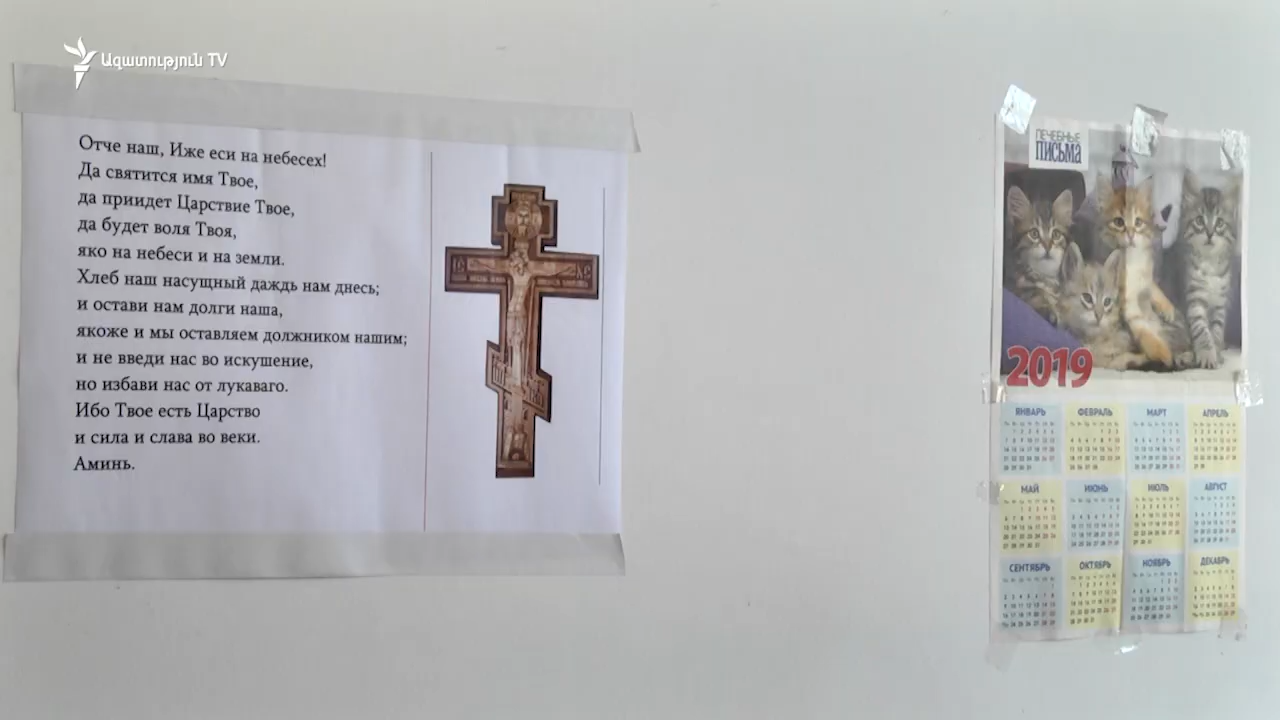 Ազատություն TV
Отче наш, Иже еси на небесех!
Да святится имя Твое,
да приидет Царствие Твое,
да будет воля Твоя,
яко на небеси и на земли.
Хлеб наш насущный даждь нам днесь;
и остави нам долги наша,
якоже и мы оставляем должником нашим;
и не введи нас во искушение,
но избави нас от лукаваго.
Ибо Твое есть Царство
и сила и слава во веки.
Аминь.
ЛЕЧЕБНЫЕ
ПИСЬМА
2019
ЯНВАРЬ ФЕВРАЛЬ МАРТ АПРЕЛЬ
МАЙ ИЮНЬ ИЮЛЬ АВГУСТ
СЕНТЯБРЬ ОКТЯБРЬ НОЯБРЬ ДЕКАБРЬ